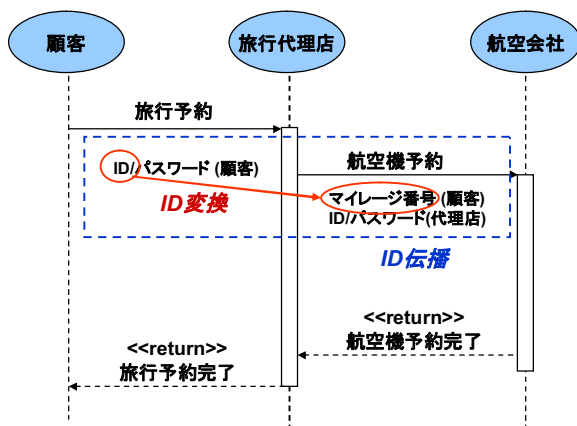 顧客
旅行代理店
航空会社
旅行予約
ID/パスワード (顧客)
航空機予約
ID変換
マイレージ番号 (顧客)
ID/パスワード(代理店)
ID伝播
<<return>>
航空機予約完了
<<return>>
旅行予約完了